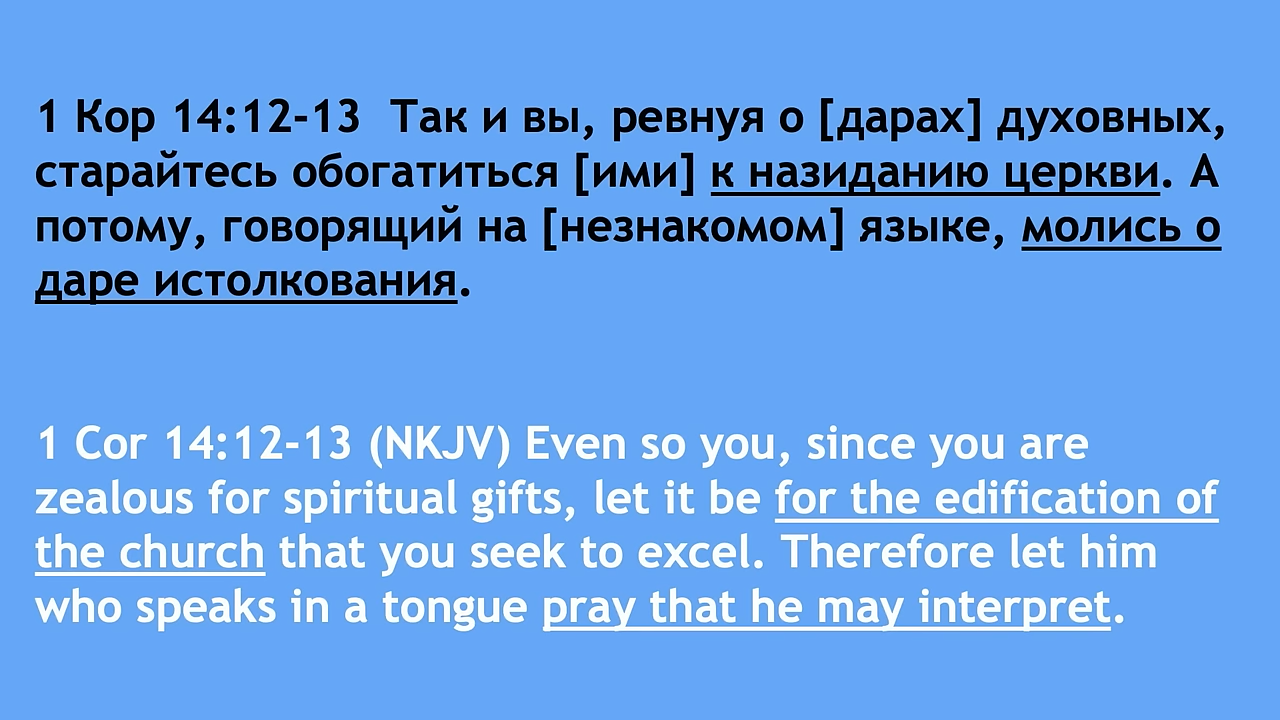 1 Кор 14:12-13  Так и вы, ревнуя о [дарах] духовных,
старайтесь обогатиться [ими] к назиданию церкви. А
потому, говорящий на [незнакомом] языке, молись о
даре истолкования.
1 Cor 14:12-13 (NKJV) Even so you, since you are
zealous for spiritual gifts, let it be for the edification of
the church that you seek to excel. Therefore let him
who speaks in a tongue pray that he may interpret.